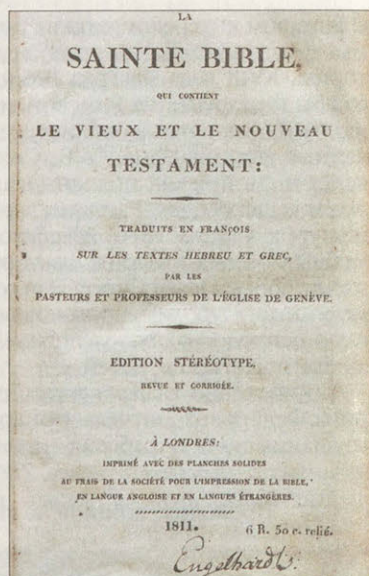 LA
SAINTE BIBLE,
QUI CONTIENT
LE VIEUX ET LE NOUVEAU
TESTAMENT:
TRADUITS EN FRANÇOIS
SUR LES TEXTES HEBREU ET GREC,
PAR LES
PASTEURS ET PROFESSEURS DE L'ÉGLISE DE GENÈVE.
EDITION STÉRÉOTYPE,
REVUE ET CORRIGÉE.
À LONDRES:
IMPRIMÉ AVEC DES PLANCHES SOLIDES
AU FRAIS DE LA SOCIÉTÉ POUR L'IMPRESSION DE LA BIBLE,
EN LANGUE ANGLOISE ET EN LANGUES ÉTRANGÈRES.
1811. 6 R. 50 c. relié.
Engelhardt